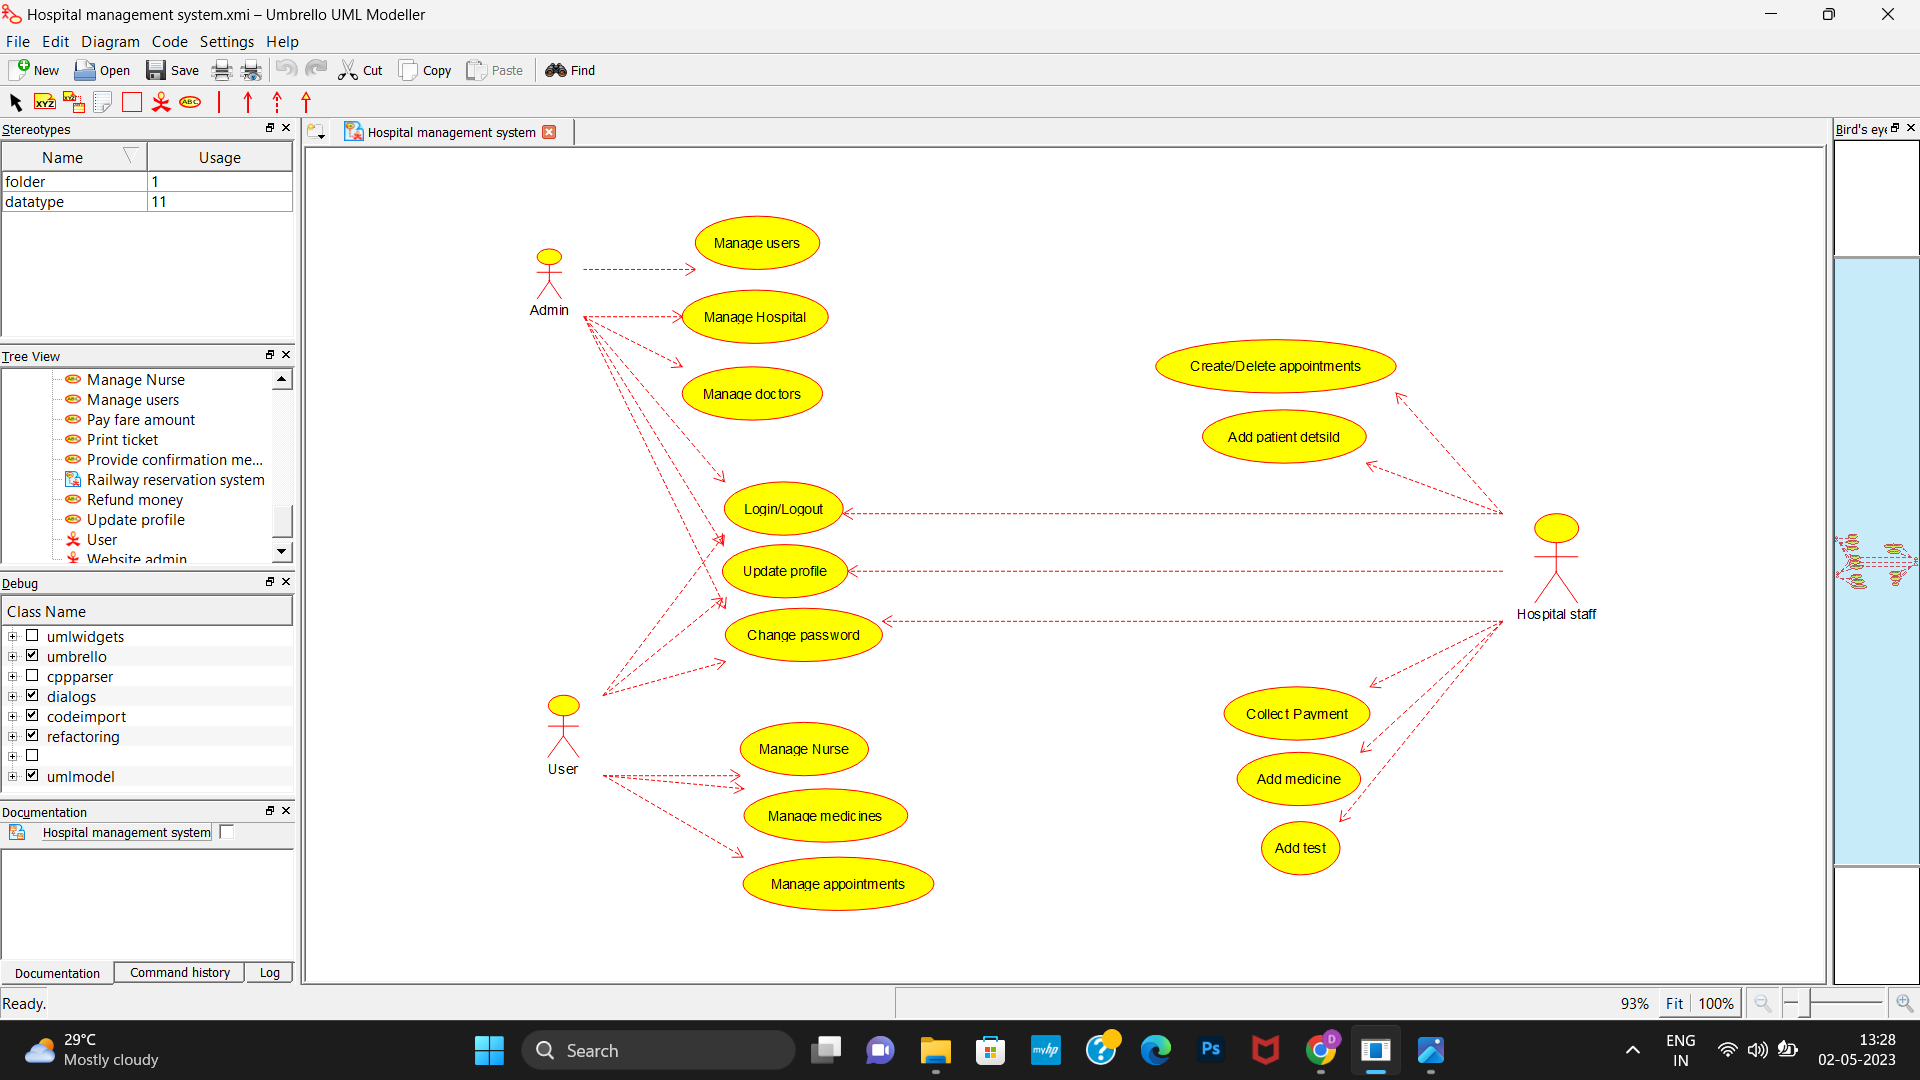 Hospital management system.xmi – Umbrello UML Modeller
File Edit Diagram Code Settings Help
New Open Save Cut Copy Paste Find
XYZ XYZ ABC
Stereotypes
Name Usage
folder 1
datatype 11
Tree View
Manage Nurse
Manage users
Pay fare amount
Print ticket
Provide confirmation me...
Railway reservation system
Refund money
Update profile
User
Website admin
Debug
Class Name
umlwidgets
umbrello
cppparser
dialogs
codeimport
refactoring
umlmodel
Documentation
Hospital management system
Documentation Command history Log
Ready.
Hospital management system
Manage users
Admin
Manage Hospital
Manage doctors
Login/Logout
Update profile
Change password
User
Manage Nurse
Manage medicines
Manage appointments
Create/Delete appointments
Add patient detsild
Hospital staff
Collect Payment
Add medicine
Add test
Bird's eye
93% Fit 100%
29°C
Mostly cloudy
Search
myhp
Ps
D
ENG
IN
13:28
02-05-2023